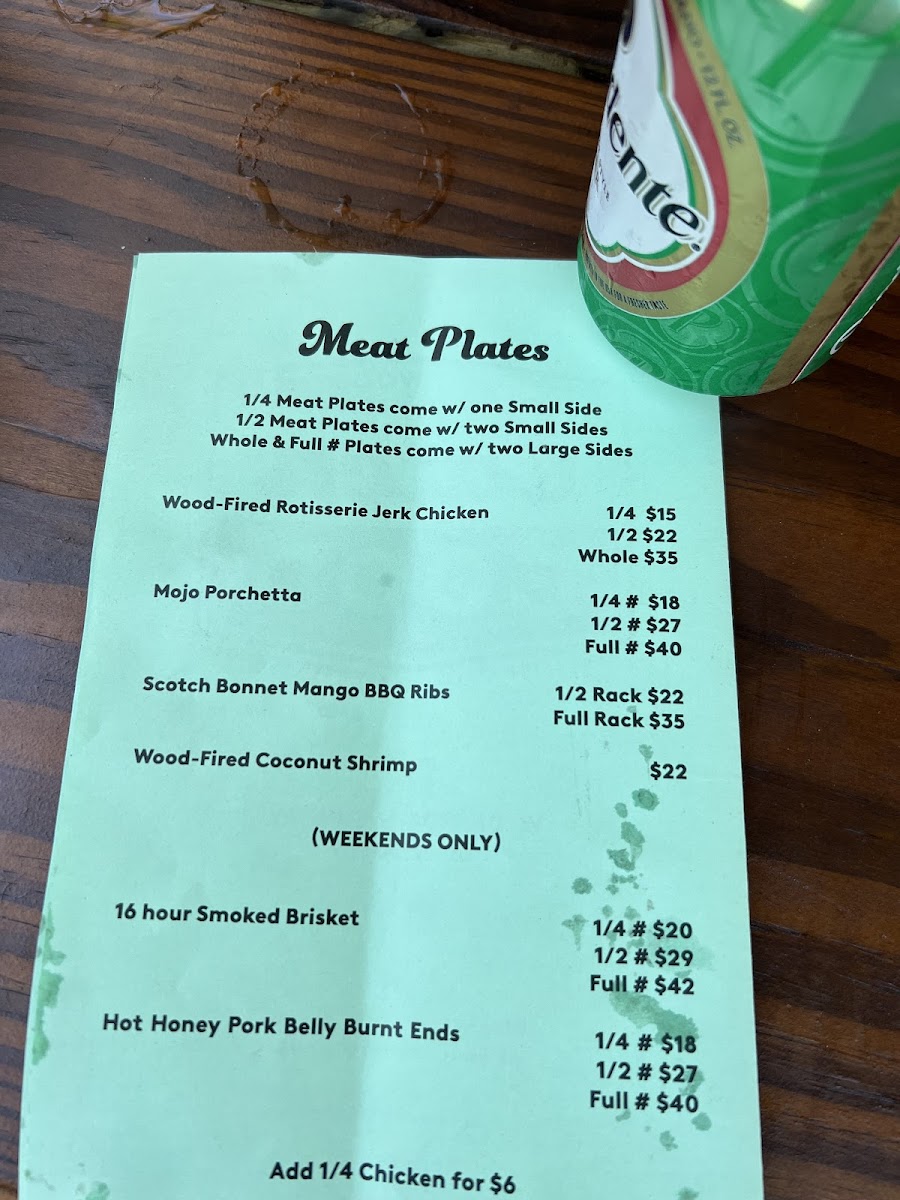 12 FL OZ.
Meat Plates
1/4 Meat Plates come w/ one Small Side
1/2 Meat Plates come w/ two Small Sides
Whole & Full # Plates come w/ two Large Sides
Wood-Fired Rotisserie Jerk Chicken
1/4 $15
1/2 $22
Whole $35
Mojo Porchetta
1/4 # $18
1/2 # $27
Full # $40
Scotch Bonnet Mango BBQ Ribs
1/2 Rack $22
Full Rack $35
Wood-Fired Coconut Shrimp
$22
(WEEKENDS ONLY)
16 hour Smoked Brisket
1/4 # $20
1/2 # $29
Full # $42
Hot Honey Pork Belly Burnt Ends
1/4 # $18
1/2 # $27
Full # $40
Add 1/4 Chicken for $6